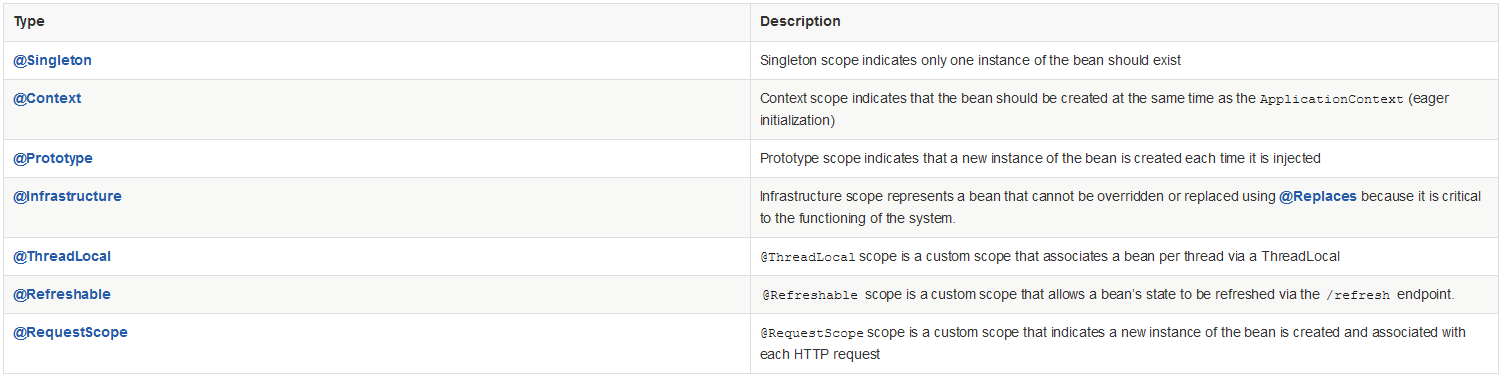 Type Description
@Singleton Singleton scope indicates only one instance of the bean should exist
@Context Context scope indicates that the bean should be created at the same time as the ApplicationContext (eager
initialization)
@Prototype Prototype scope indicates that a new instance of the bean is created each time it is injected
@Infrastructure Infrastructure scope represents a bean that cannot be overridden or replaced using @Replaces because it is critical
to the functioning of the system.
@ThreadLocal @ThreadLocal scope is a custom scope that associates a bean per thread via a ThreadLocal
@Refreshable @Refreshable scope is a custom scope that allows a bean’s state to be refreshed via the /refresh endpoint.
@RequestScope @RequestScope scope is a custom scope that indicates a new instance of the bean is created and associated with
each HTTP request